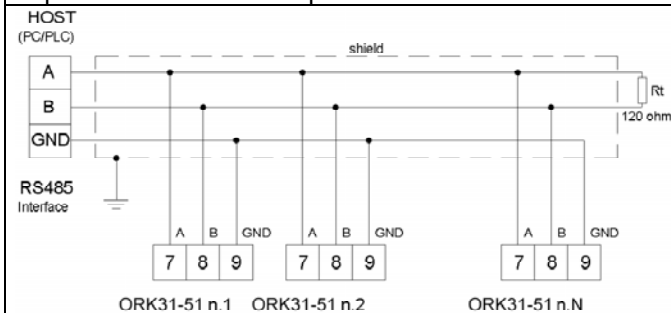 HOST
(PC/PLC)
shield
A
B
GND
Rt
120 ohm
RS485
Interface
A B GND A B GND A B GND
7 8 9 7 8 9 7 8 9
ORK31-51 n.1 ORK31-51 n.2 ORK31-51 n.N